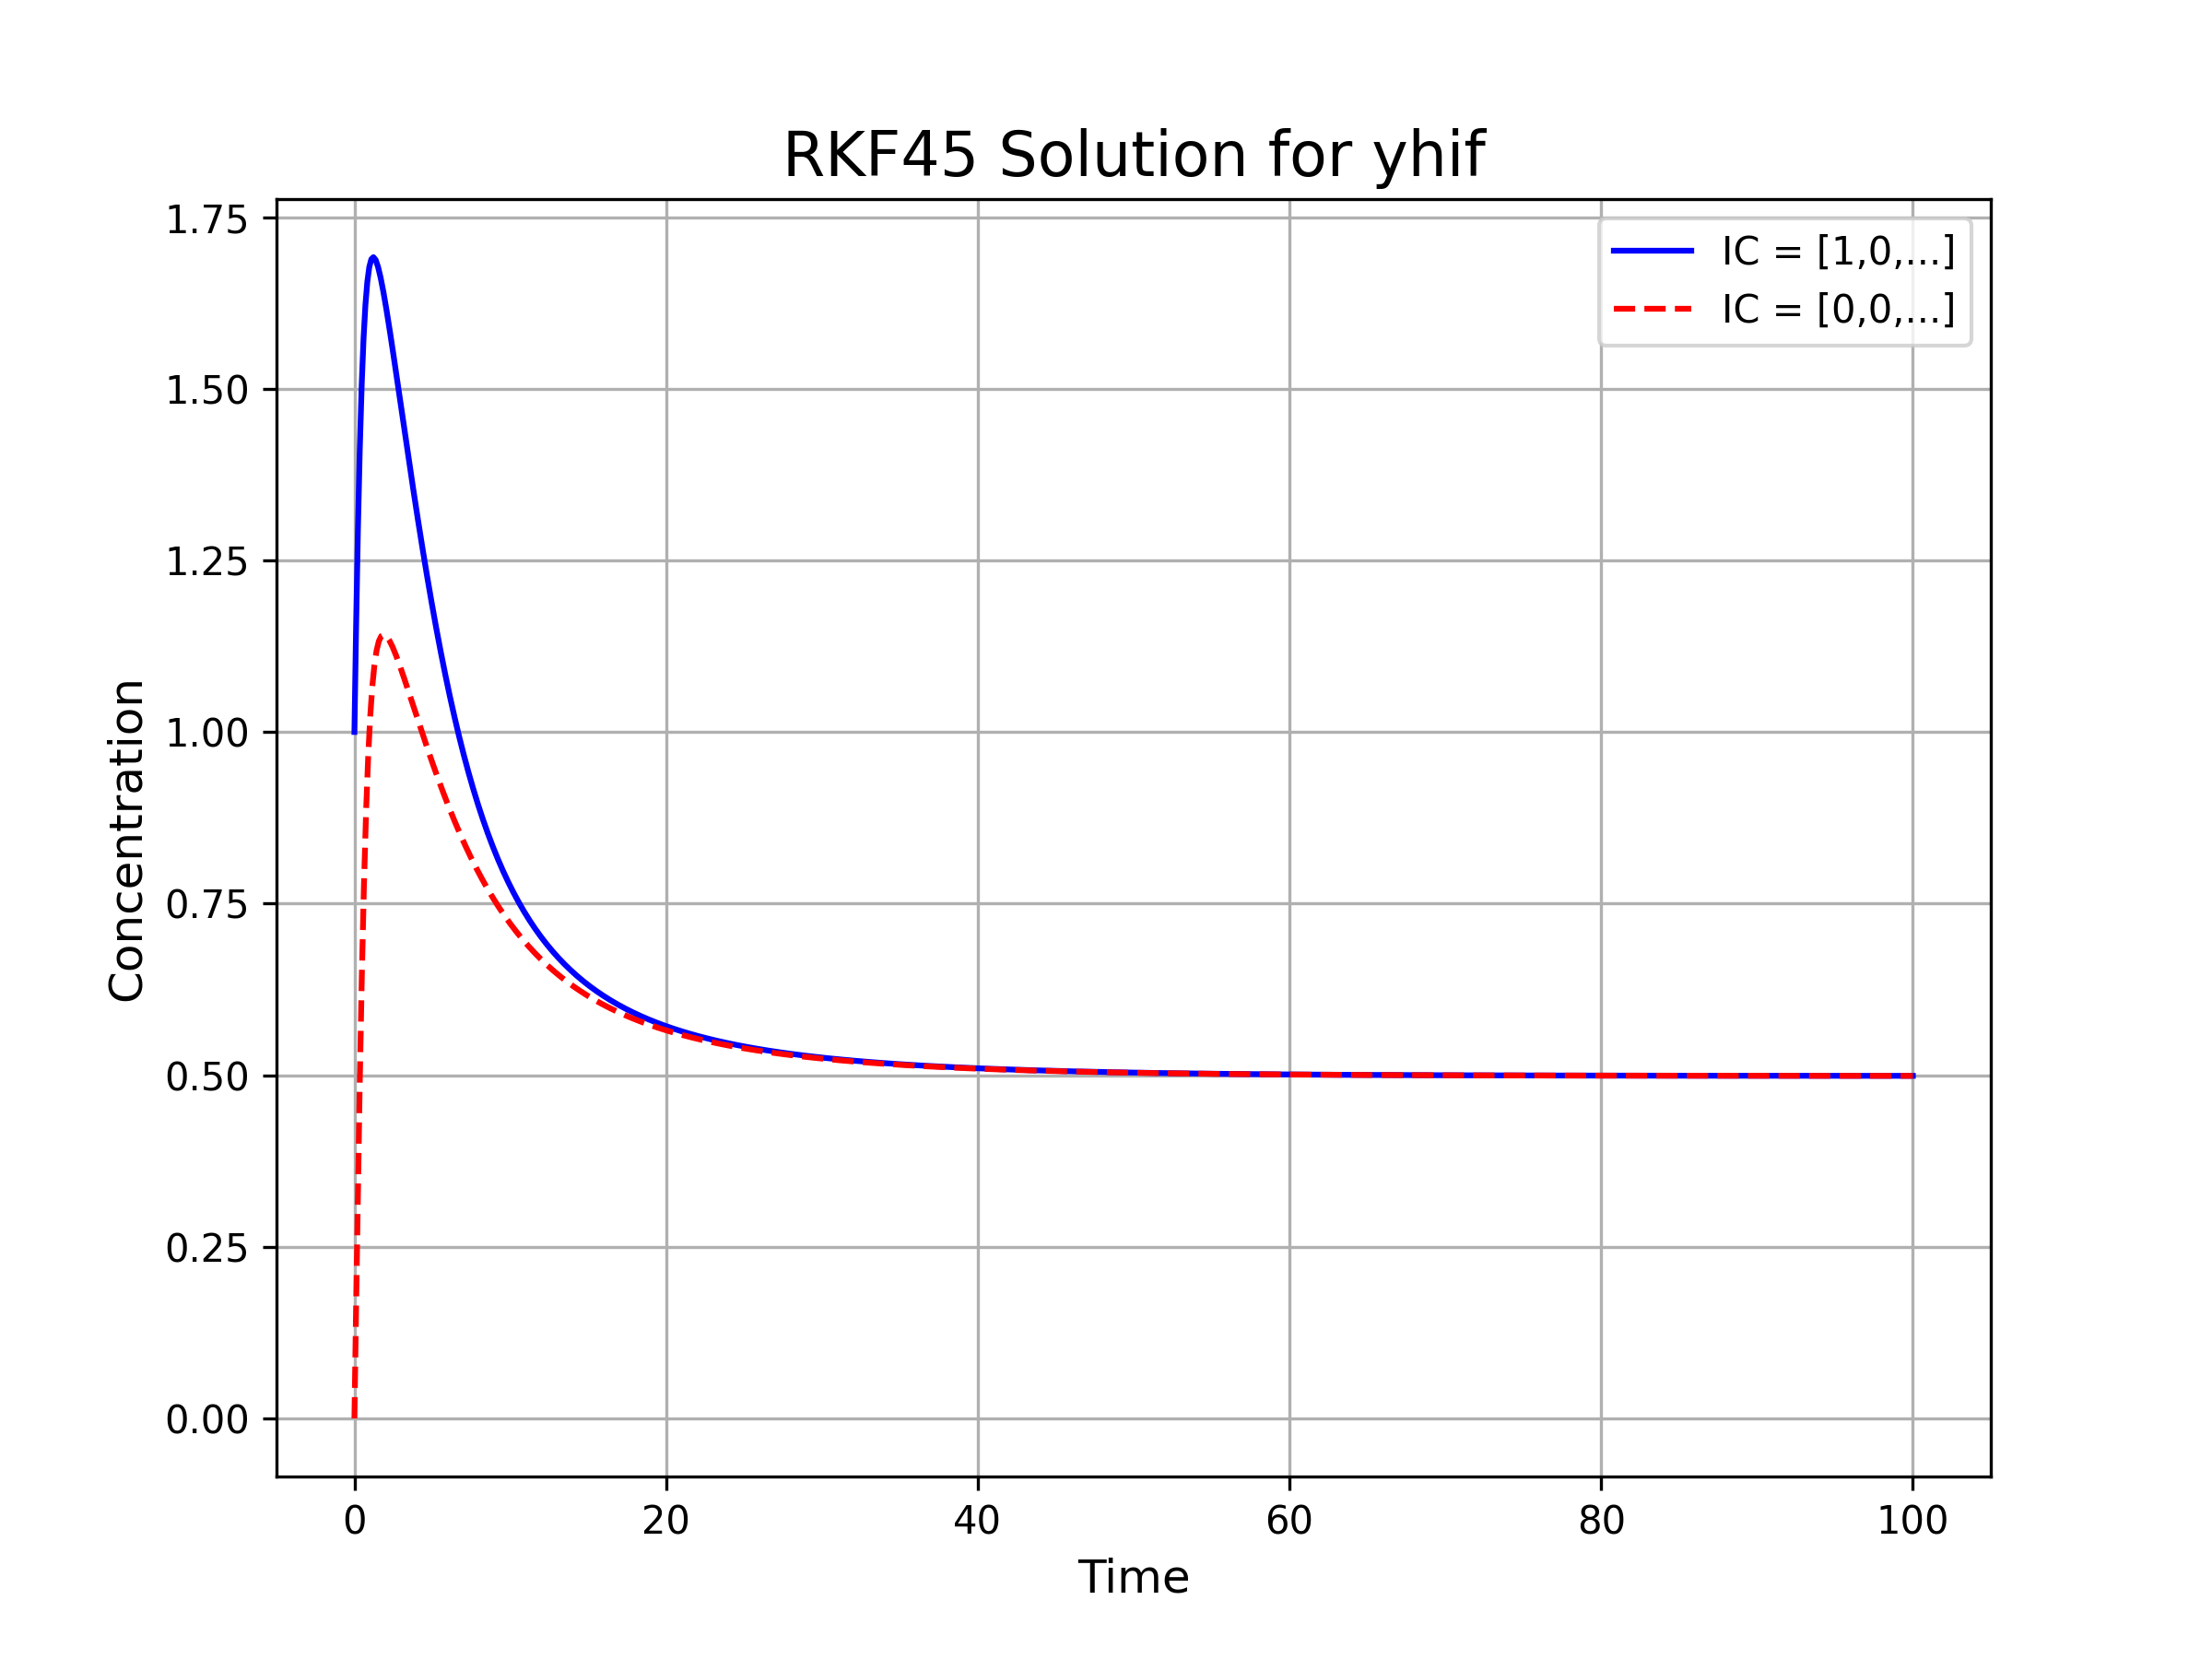 RKF45 Solution for yhif
IC = [1,0,...]
IC = [0,0,...]
Concentration
1.75
1.50
1.25
1.00
0.75
0.50
0.25
0.00
0 20 40 60 80 100
Time